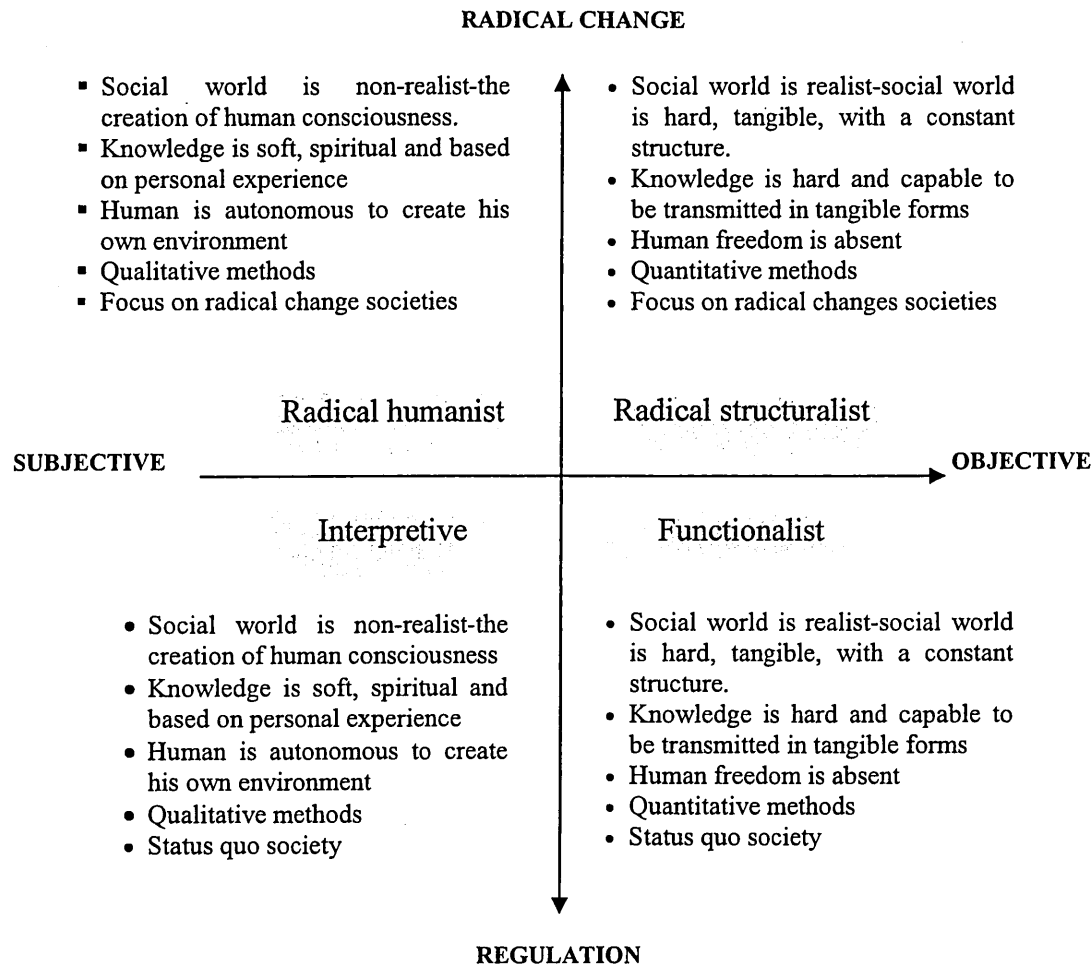 RADICAL CHANGE
▪ Social world is non-realist-the
creation of human consciousness.
▪ Knowledge is soft, spiritual and based
on personal experience
▪ Human is autonomous to create his
own environment
▪ Qualitative methods
▪ Focus on radical change societies
• Social world is realist-social world
is hard, tangible, with a constant
structure.
• Knowledge is hard and capable to
be transmitted in tangible forms
• Human freedom is absent
• Quantitative methods
• Focus on radical changes societies
Radical humanist
Radical structuralist
SUBJECTIVE
OBJECTIVE
Interpretive
Functionalist
• Social world is non-realist-the
creation of human consciousness
• Knowledge is soft, spiritual and
based on personal experience
• Human is autonomous to create
his own environment
• Qualitative methods
• Status quo society
• Social world is realist-social world
is hard, tangible, with a constant
structure.
• Knowledge is hard and capable to
be transmitted in tangible forms
• Human freedom is absent
• Quantitative methods
• Status quo society
REGULATION